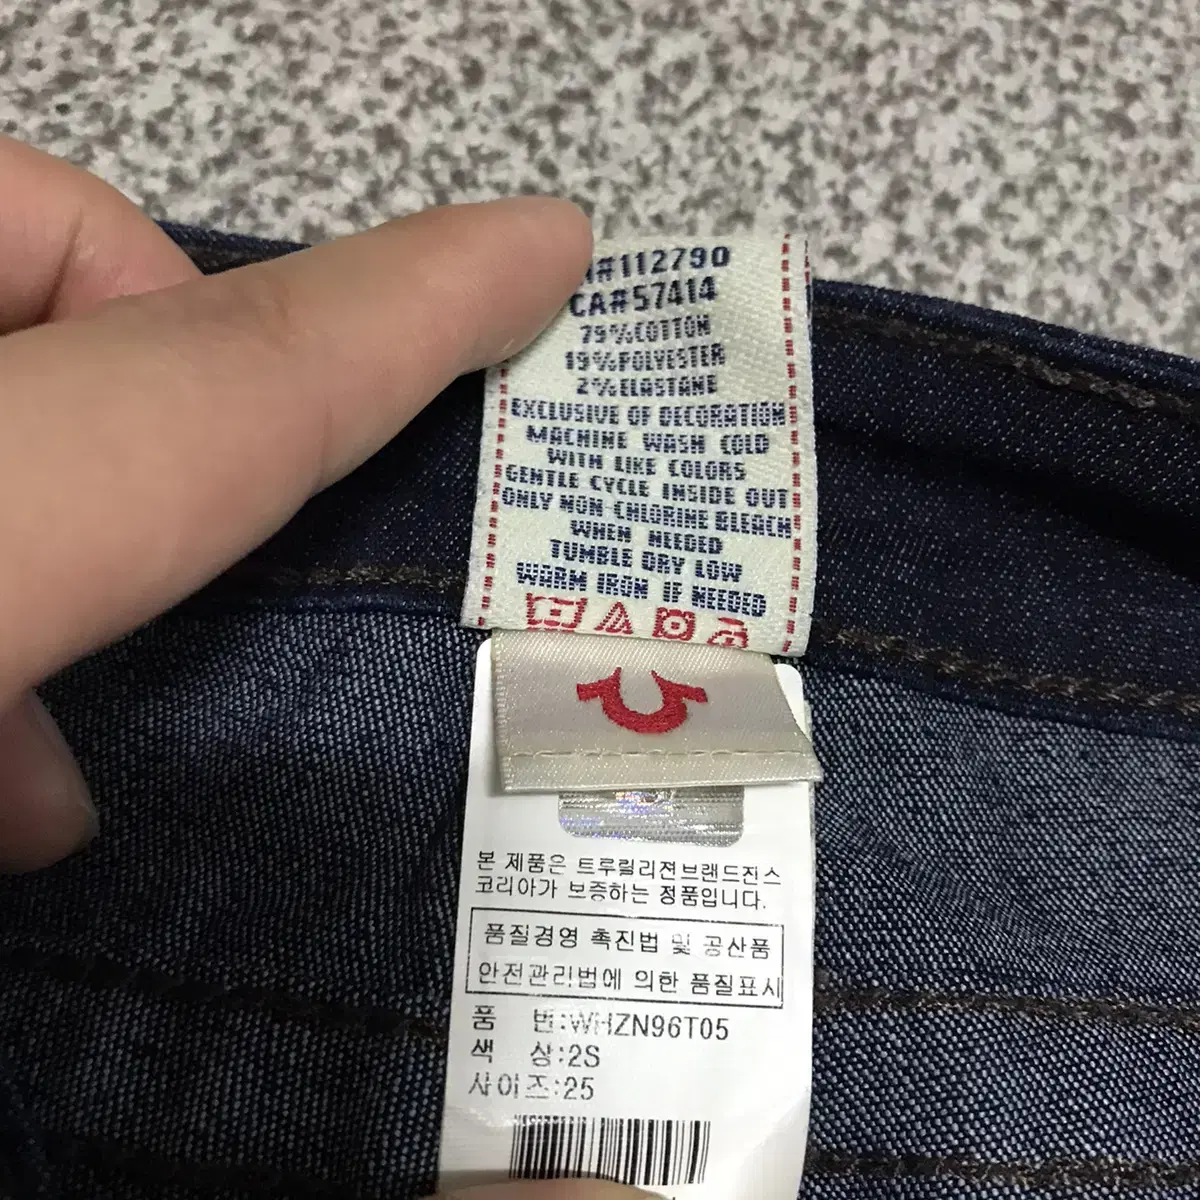 #112790
CA#57414
79%COTTON
19%POLYESTER
2%ELASTANE
EXCLUSIVE OF DECORATION
MACHINE WASH COLD
WITH LIKE COLORS
GENTLE CYCLE INSIDE OUT
ONLY NON-CHLORINE BLEACH
WHEN NEEDED
TUMBLE DRY LOW
WARM IRON IF NEEDED
본 제품은 트루릴리젼브랜드진스
코리아가 보증하는 정품입니다.
품질경영 촉진법 및 공산품
안전관리법에 의한 품질표시
품 번:WHZN96T05
색 상:2S
사이즈:25